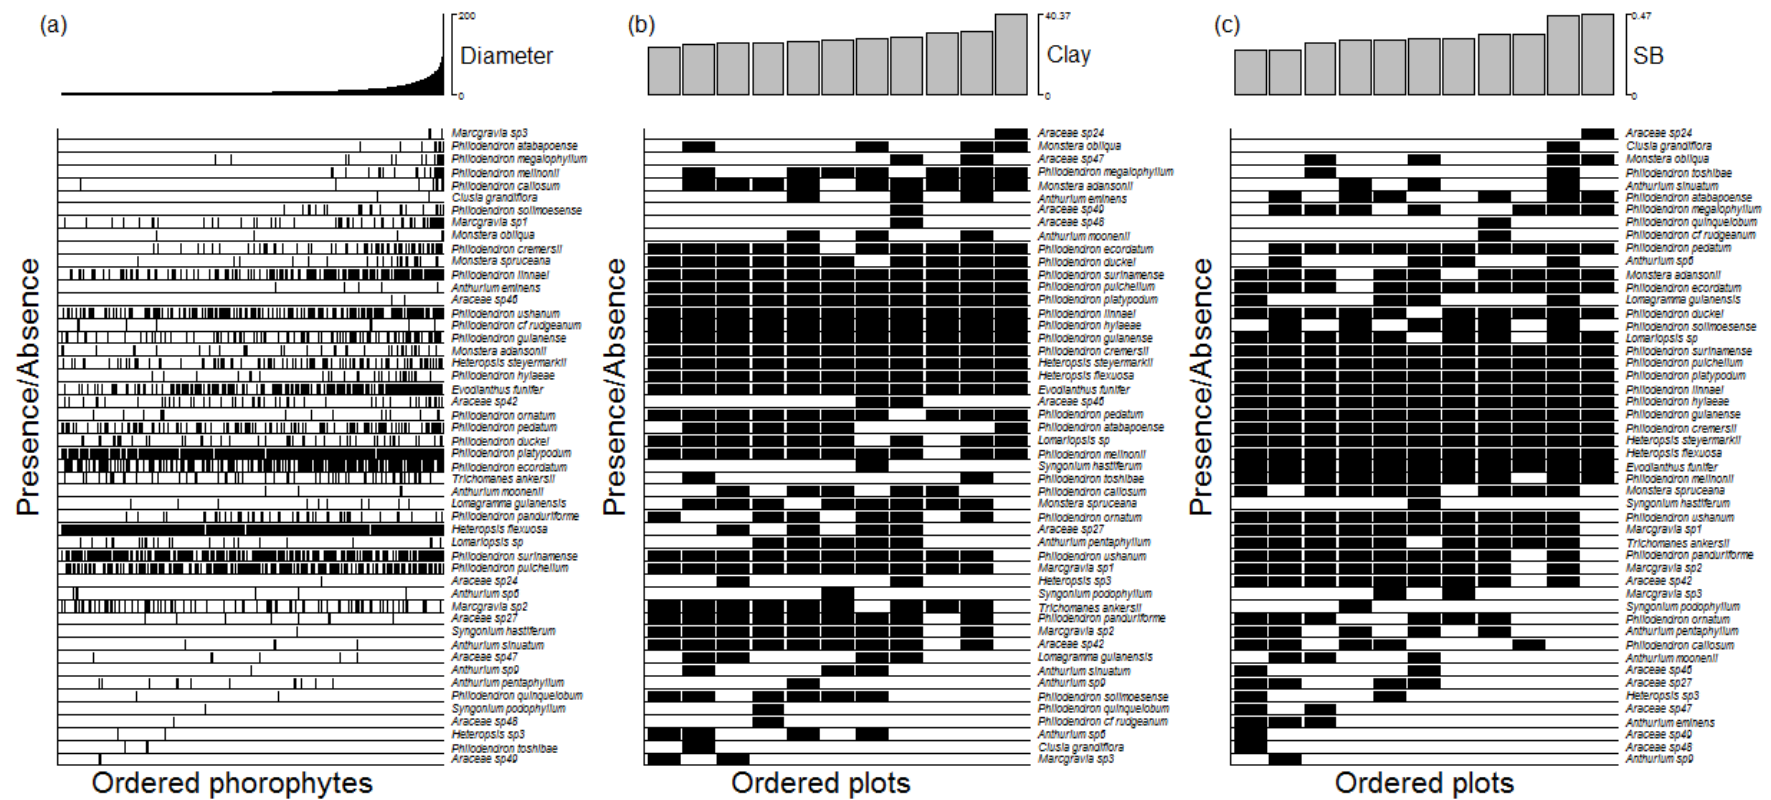 (a)
200
Diameter
0
Presence/Absence
Marcgravia sp3
Philodendron atabapoense
Philodendron megalophyllum
Philodendron melinonii
Philodendron callosum
Clusia grandiflora
Philodendron solimoesense
Marcgravia sp1
Monstera obliqua
Philodendron cremersii
Monstera spruceana
Philodendron linnaei
Anthurium eminens
Araceae sp46
Philodendron ushanum
Philodendron cf rudgeanum
Philodendron guianense
Monstera adansonii
Heteropsis steyermarkii
Philodendron hylaeae
Evodianthus funifer
Araceae sp42
Philodendron ornatum
Philodendron pedatum
Philodendron duckei
Philodendron platypodum
Philodendron ecordatum
Trichomanes ankersii
Anthurium moonenii
Lomagramma guianensis
Philodendron panduriforme
Heteropsis flexuosa
Lomariopsis sp
Philodendron surinamense
Philodendron pulchellum
Araceae sp24
Anthurium sp6
Marcgravia sp2
Araceae sp27
Syngonium hastiferum
Anthurium sinuatum
Araceae sp47
Anthurium sp9
Anthurium pentaphyllum
Philodendron quinquelobum
Syngonium podophyllum
Araceae sp48
Heteropsis sp3
Philodendron toshibae
Araceae sp49
Ordered phorophytes
(b)
40.37
Clay
0
Presence/Absence
Araceae sp24
Monstera obliqua
Araceae sp47
Philodendron megalophyllum
Monstera adansonii
Anthurium eminens
Araceae sp49
Araceae sp48
Anthurium moonenii
Philodendron ecordatum
Philodendron duckei
Philodendron surinamense
Philodendron pulchellum
Philodendron platypodum
Philodendron linnaei
Philodendron hylaeae
Philodendron guianense
Philodendron cremersii
Heteropsis steyermarkii
Heteropsis flexuosa
Evodianthus funifer
Araceae sp46
Philodendron pedatum
Philodendron atabapoense
Lomariopsis sp
Philodendron melinonii
Syngonium hastiferum
Philodendron toshibae
Philodendron callosum
Monstera spruceana
Philodendron ornatum
Araceae sp27
Anthurium pentaphyllum
Philodendron ushanum
Marcgravia sp1
Heteropsis sp3
Syngonium podophyllum
Trichomanes ankersii
Philodendron panduriforme
Marcgravia sp2
Araceae sp42
Lomagramma guianensis
Anthurium sinuatum
Anthurium sp9
Philodendron solimoesense
Philodendron quinquelobum
Philodendron cf rudgeanum
Anthurium sp6
Clusia grandiflora
Marcgravia sp3
Ordered plots
(c)
0.47
SB
0
Presence/Absence
Araceae sp24
Clusia grandiflora
Monstera obliqua
Philodendron toshibae
Anthurium sinuatum
Philodendron atabapoense
Philodendron megalophyllum
Philodendron quinquelobum
Philodendron cf rudgeanum
Philodendron pedatum
Anthurium sp6
Monstera adansonii
Philodendron ecordatum
Lomagramma guianensis
Philodendron duckei
Philodendron solimoesense
Lomariopsis sp
Philodendron surinamense
Philodendron pulchellum
Philodendron platypodum
Philodendron linnaei
Philodendron hylaeae
Philodendron guianense
Philodendron cremersii
Heteropsis steyermarkii
Heteropsis flexuosa
Evodianthus funifer
Philodendron melinonii
Monstera spruceana
Syngonium hastiferum
Philodendron ushanum
Marcgravia sp1
Trichomanes ankersii
Philodendron panduriforme
Marcgravia sp2
Araceae sp42
Marcgravia sp3
Syngonium podophyllum
Philodendron ornatum
Anthurium pentaphyllum
Philodendron callosum
Anthurium moonenii
Araceae sp46
Araceae sp27
Heteropsis sp3
Araceae sp47
Anthurium eminens
Araceae sp49
Araceae sp48
Anthurium sp9
Ordered plots